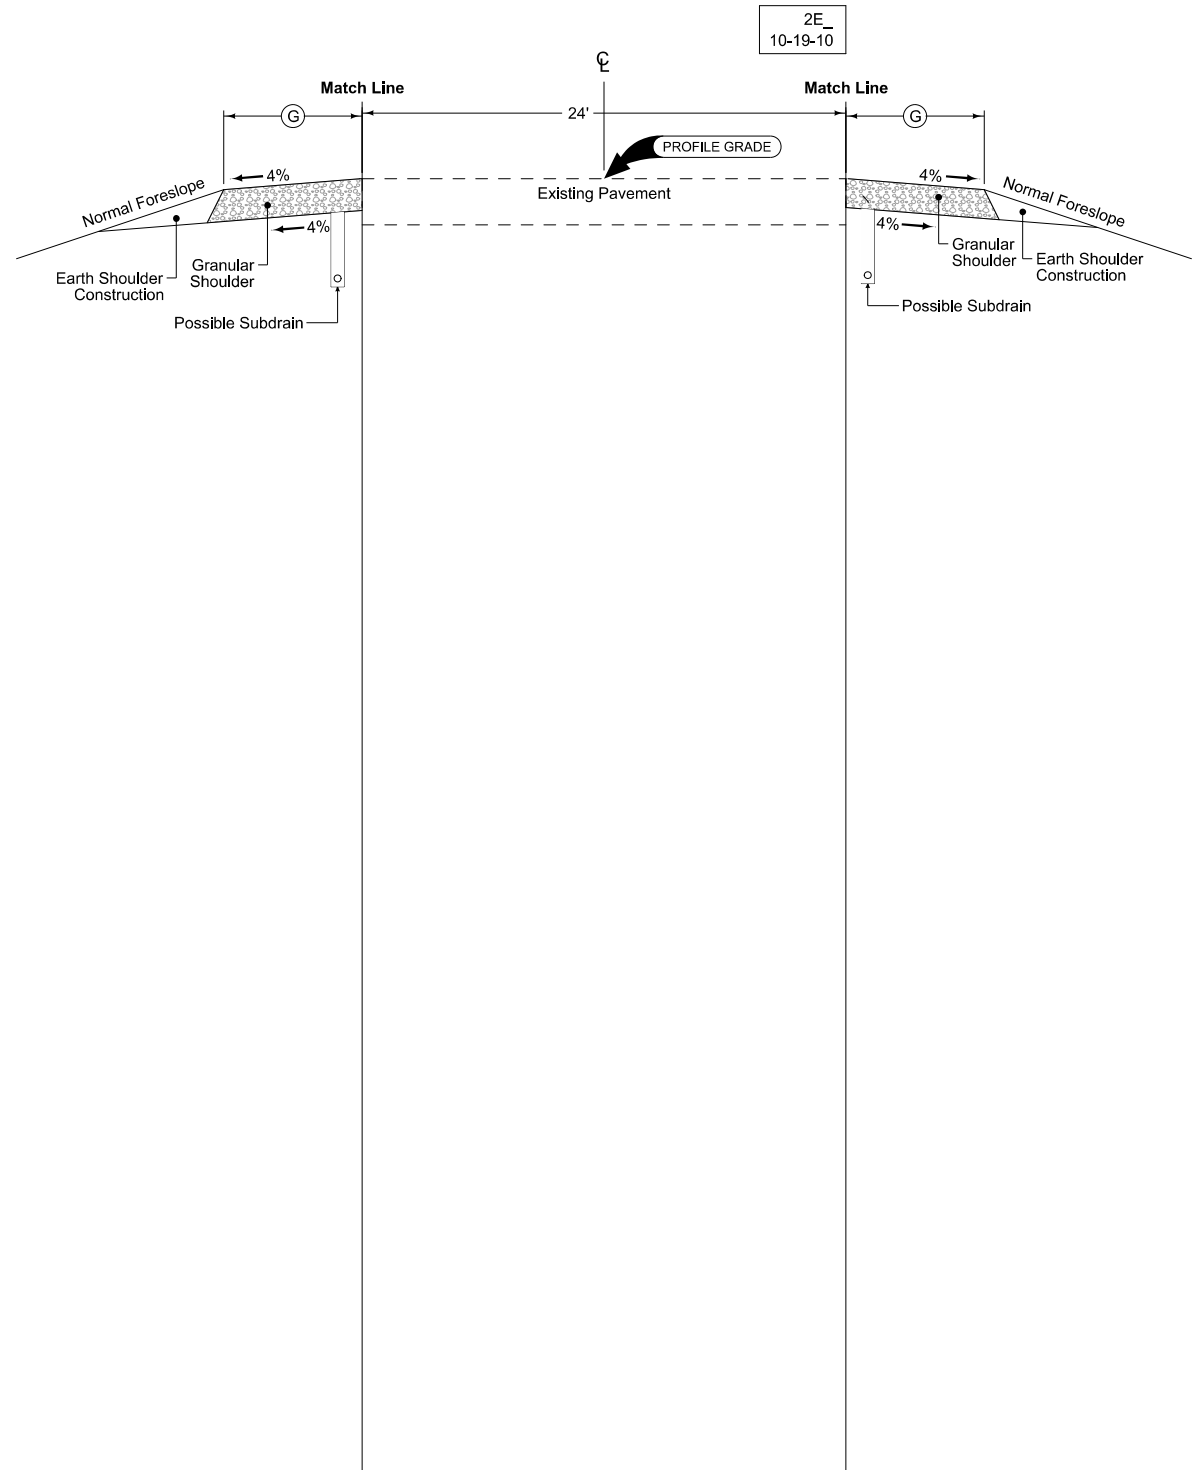 2E_
10-19-10
℄
Match Line
Match Line
G
24'
G
PROFILE GRADE
4%
4%
Normal Foreslope
Existing Pavement
Normal Foreslope
4%
4%
Earth Shoulder
Construction
Granular
Shoulder
Granular
Shoulder
Earth Shoulder
Construction
Possible Subdrain
Possible Subdrain